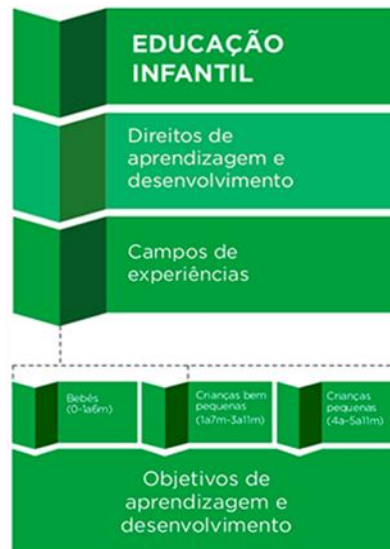 EDUCAÇÃO
INFANTIL
Direitos de
aprendizagem e
desenvolvimento
Campos de
experiências
Bebês
(0-1a6m)
Crianças bem
pequenas
(1a7m-3a11m)
Crianças
pequenas
(4a-5a11m)
Objetivos de
aprendizagem e
desenvolvimento